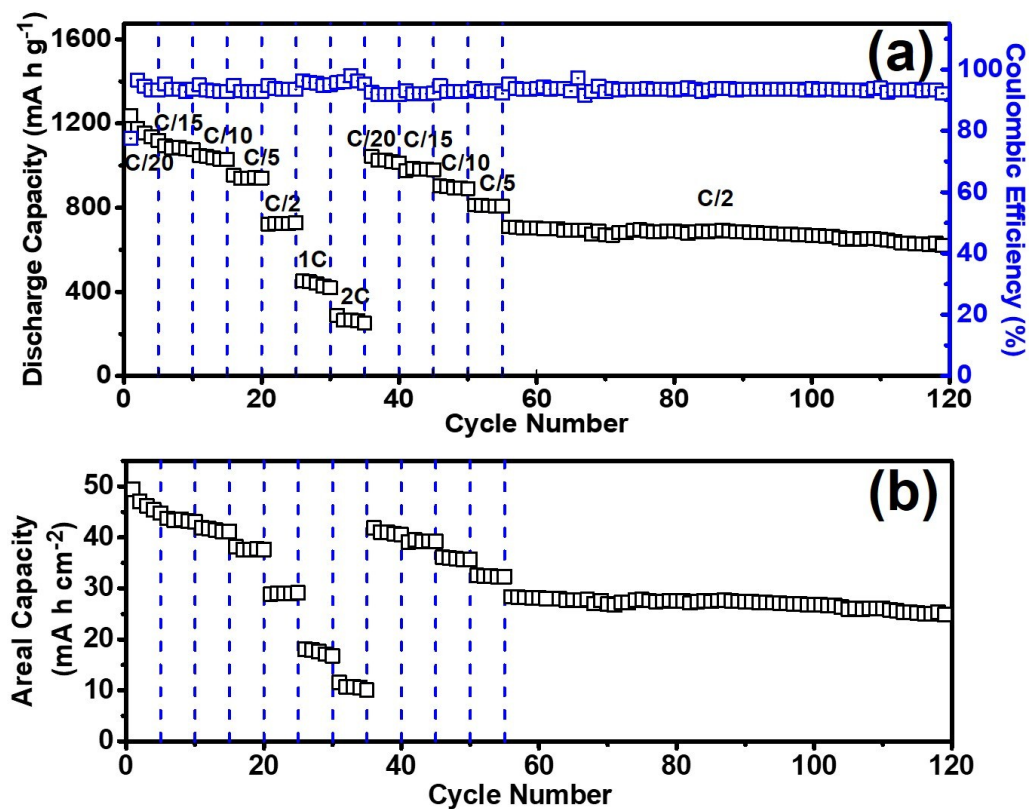 (a)
Discharge Capacity (mA h g-1)
1600
1200
800
400
0
C/20
C/15
C/10
C/5
C/2
1C
2C
C/20
C/15
C/10
C/5
C/2
100
80
60
40
20
0
Coulombic Efficiency (%)
0 20 40 60 80 100 120
Cycle Number
(b)
Areal Capacity
(mA h cm-2)
50
40
30
20
10
0
0 20 40 60 80 100 120
Cycle Number